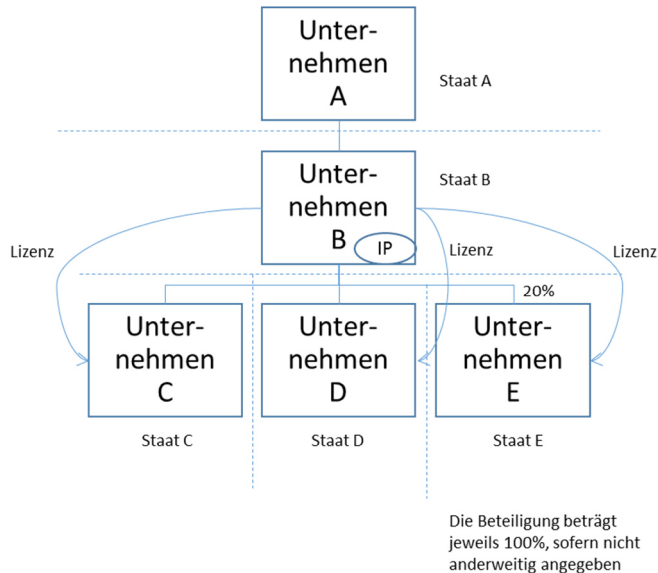 Unter-
nehmen
A
Staat A
Unter-
nehmen
B
IP
Staat B
Lizenz
Lizenz
Lizenz
20%
Unter-
nehmen
C
Unter-
nehmen
D
Unter-
nehmen
E
Staat C
Staat D
Staat E
Die Beteiligung beträgt
jeweils 100%, sofern nicht
anderweitig angegeben